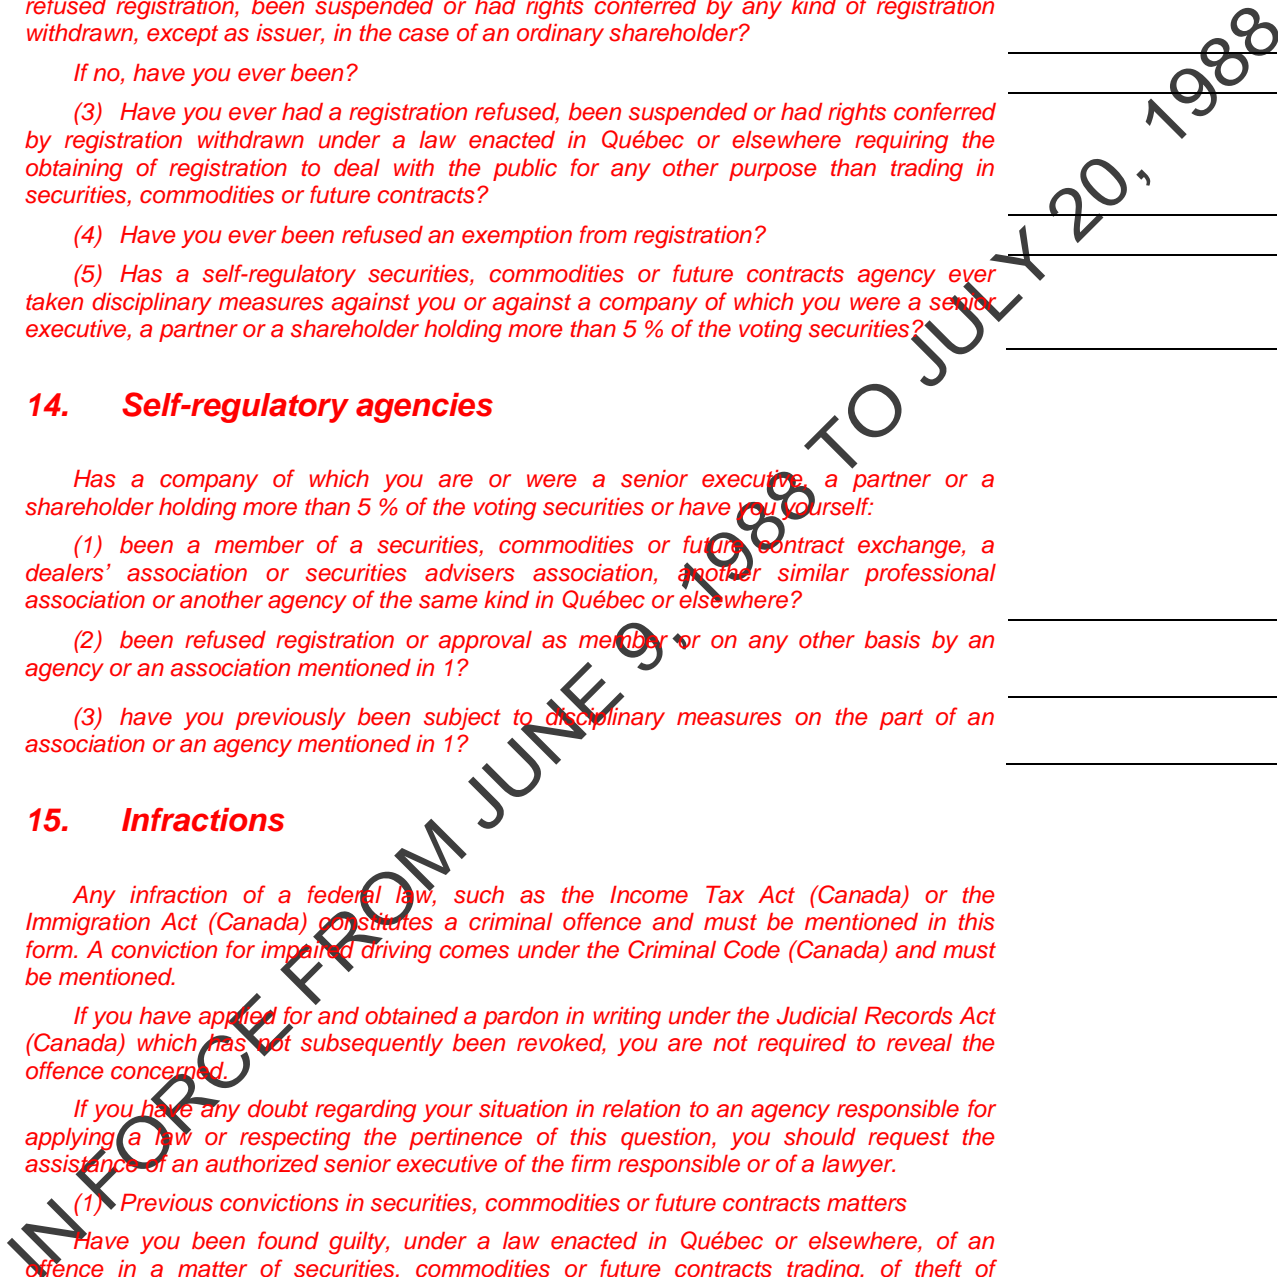 refused registration, been suspended or had rights conferred by any kind of registration
withdrawn, except as issuer, in the case of an ordinary shareholder?
If no, have you ever been?
(3) Have you ever had a registration refused, been suspended or had rights conferred
by registration withdrawn under a law enacted in Québec or elsewhere requiring the
obtaining of registration to deal with the public for any other purpose than trading in
securities, commodities or future contracts?
(4) Have you ever been refused an exemption from registration?
(5) Has a self-regulatory securities, commodities or future contracts agency ever
taken disciplinary measures against you or against a company of which you were a senior
executive, a partner or a shareholder holding more than 5 % of the voting securities?
14. Self-regulatory agencies
Has a company of which you are or were a senior executive, a partner or a
shareholder holding more than 5 % of the voting securities or have you yourself:
(1) been a member of a securities, commodities or future contract exchange, a
dealers’ association or securities advisers association, another similar professional
association or another agency of the same kind in Québec or elsewhere?
(2) been refused registration or approval as member or on any other basis by an
agency or an association mentioned in 1?
(3) have you previously been subject to disciplinary measures on the part of an
association or an agency mentioned in 1?
15. Infractions
Any infraction of a federal law, such as the Income Tax Act (Canada) or the
Immigration Act (Canada) constitutes a criminal offence and must be mentioned in this
form. A conviction for impaired driving comes under the Criminal Code (Canada) and must
be mentioned.
If you have applied for and obtained a pardon in writing under the Judicial Records Act
(Canada) which has not subsequently been revoked, you are not required to reveal the
offence concerned.
If you have any doubt regarding your situation in relation to an agency responsible for
applying a law or respecting the pertinence of this question, you should request the
assistance of an authorized senior executive of the firm responsible or of a lawyer.
(1) Previous convictions in securities, commodities or future contracts matters
Have you been found guilty, under a law enacted in Québec or elsewhere, of an
offence in a matter of securities, commodities or future contracts trading, of theft of
IN FORCE FROM JUNE 9, 1988 TO JULY 20, 1988